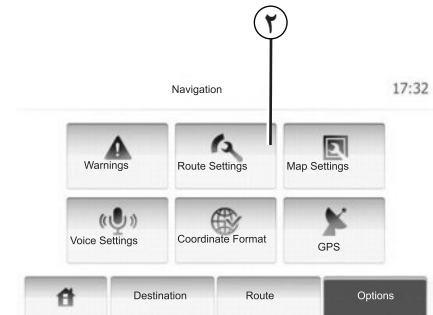 ٢
Navigation 17:32
Warnings Route Settings Map Settings
Voice Settings Coordinate Format GPS
Destination Route Options